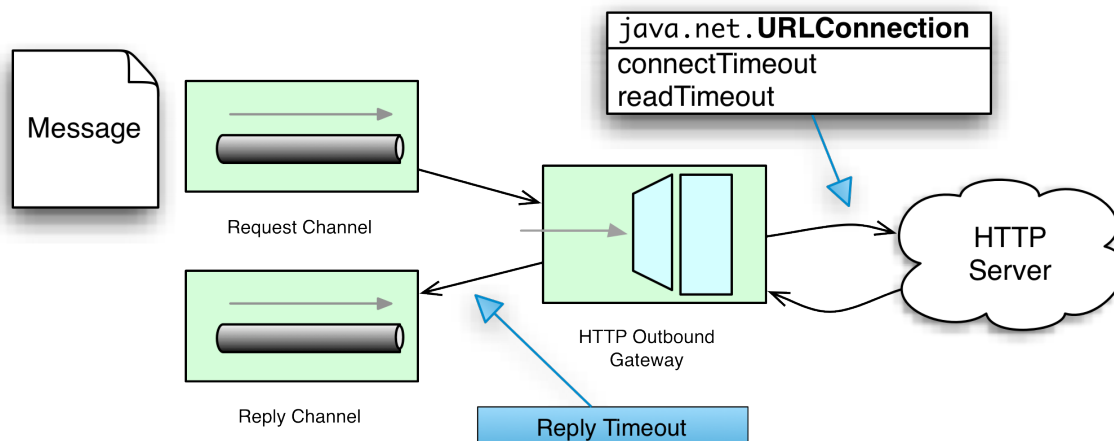 java.net.URLConnection
connectTimeout
readTimeout
Message
Request Channel
HTTP
Server
HTTP Outbound
Gateway
Reply Channel
Reply Timeout